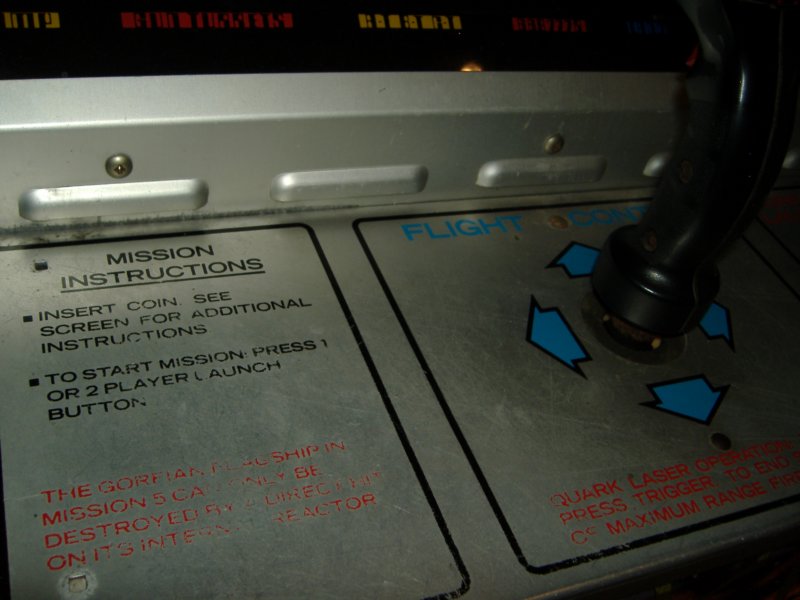 MISSION
INSTRUCTIONS
INSERT COIN. SEE
SCREEN FOR ADDITIONAL
INSTRUCTIONS
TO START MISSION: PRESS 1
OR 2 PLAYER LAUNCH
BUTTON
THE GORFIAN FLAGSHIP IN
MISSION 5 CAN ONLY BE
DESTROYED BY A DIRECT HIT
ON ITS INTERNAL REACTOR
FLIGHT CONT
QUARK LASER OPERATION:
PRESS TRIGGER TO END
OF MAXIMUM RANGE